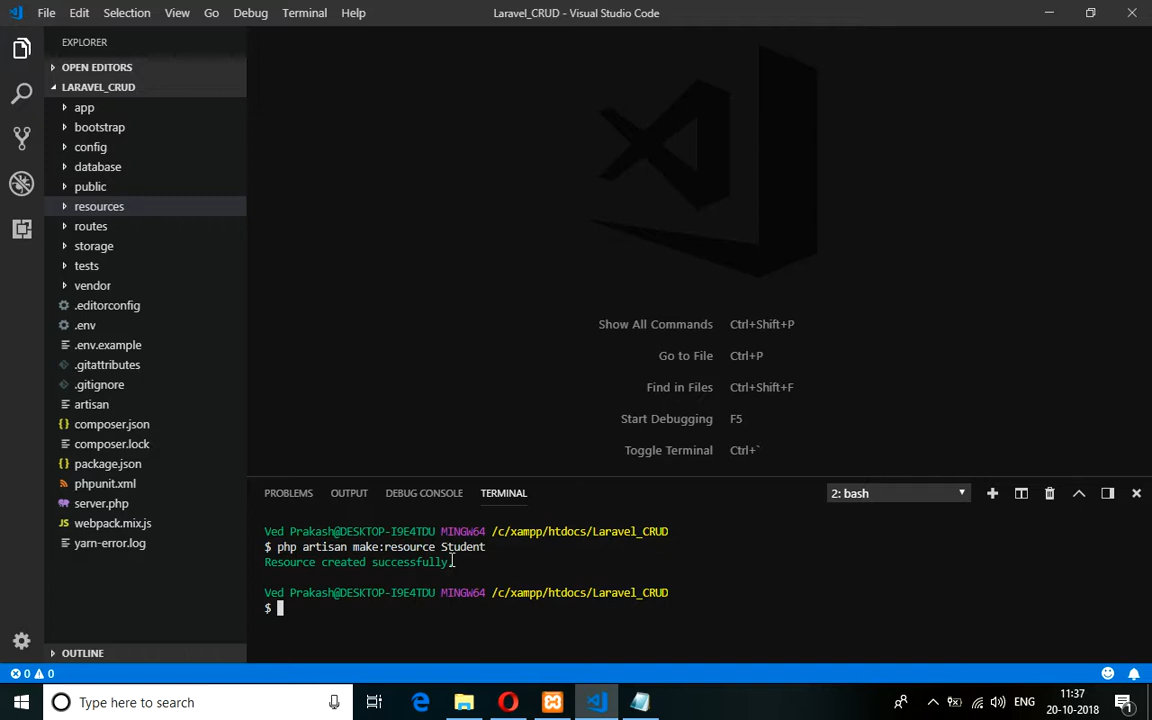 File Edit Selection View Go Debug Terminal Help
Laravel_CRUD - Visual Studio Code
EXPLORER
OPEN EDITORS
LARAVEL_CRUD
app
bootstrap
config
database
public
resources
routes
storage
tests
vendor
.editorconfig
.env
.env.example
.gitattributes
.gitignore
artisan
composer.json
composer.lock
package.json
phpunit.xml
server.php
webpack.mix.js
yarn-error.log
OUTLINE
Show All Commands Ctrl+Shift+P
Go to File Ctrl+P
Find in Files Ctrl+Shift+F
Start Debugging F5
Toggle Terminal Ctrl+`
PROBLEMS OUTPUT DEBUG CONSOLE TERMINAL 2: bash
Ved Prakash@DESKTOP-I9E4TDU MINGW64 /c/xampp/htdocs/Laravel_CRUD
$ php artisan make:resource Student
Resource created successfully.
Ved Prakash@DESKTOP-I9E4TDU MINGW64 /c/xampp/htdocs/Laravel_CRUD
$
0 0
Type here to search
ENG
11:37
20-10-2018
1